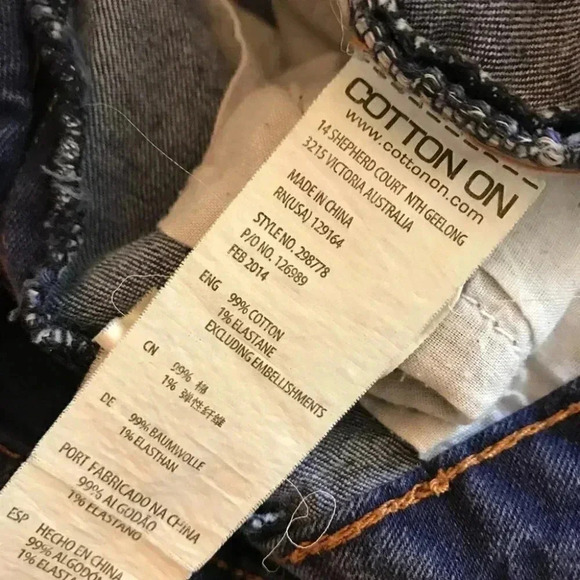 COTTON ON
www.cottonon.com
14 SHEPHERD COURT NTH GEELONG
3215 VICTORIA AUSTRALIA
MADE IN CHINA
RN(USA) 129164
STYLE NO. 298778
P/O NO. 126989
FEB 2014
ENG 99% COTTON
1% ELASTANE
EXCLUDING EMBELLISHMENTS
CN 99% 棉
1% 弹性纤维
DE 99% BAUMWOLLE
1% ELASTHAN
PORT FABRICADO NA CHINA
99% ALGODÃO
1% ELASTANO
ESP HECHO EN CHINA
99% ALGODÃO
1% ELASTANO